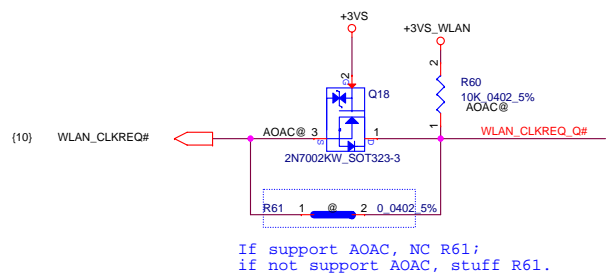 +3VS
+3VS_WLAN
2
G
Q18
2
R60
10K_0402_5%
AOAC@
1
{10} WLAN_CLKREQ# AOAC@ 3 S 1 D WLAN_CLKREQ_Q#
2N7002KW_SOT323-3
R61 1 @ 2 0_0402_5%
If support AOAC, NC R61;
if not support AOAC, stuff R61.